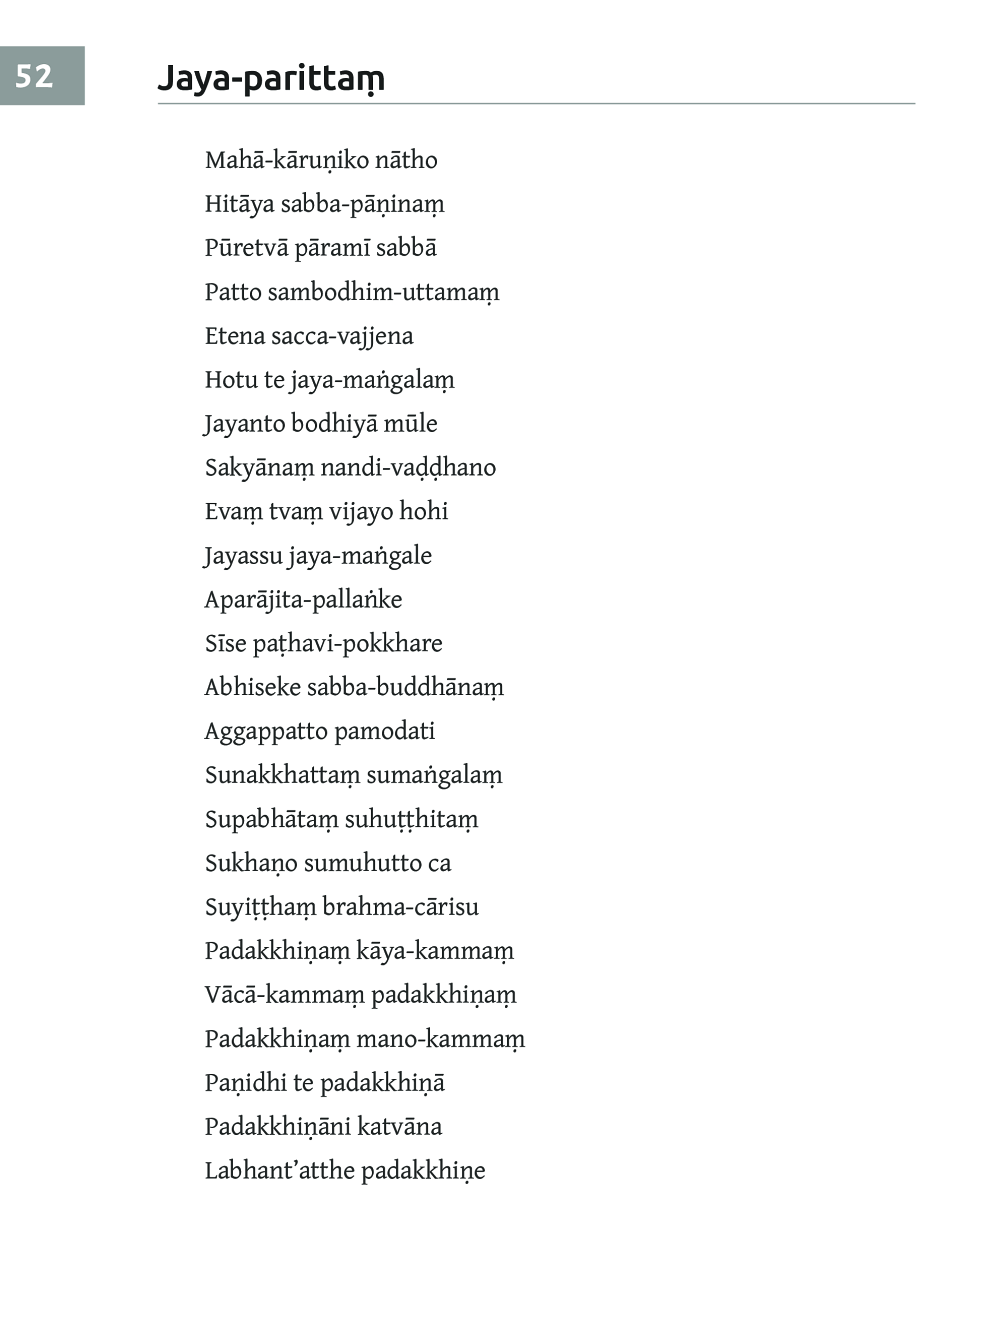 52
Jaya-parittaṃ
Mahā-kāruṇiko nātho
Hitāya sabba-pāṇinaṃ
Pūretvā pāramī sabbā
Patto sambodhim-uttamaṃ
Etena sacca-vajjena
Hotu te jaya-maṅgalaṃ
Jayanto bodhiyā mūle
Sakyānaṃ nandi-vaḍḍhano
Evaṃ tvaṃ vijayo hohi
Jayassu jaya-maṅgale
Aparājita-pallaṅke
Sīse paṭhavi-pokkhare
Abhiseke sabba-buddhānaṃ
Aggappatto pamodati
Sunakkhattaṃ sumaṅgalaṃ
Supabhātaṃ suhuṭṭhitaṃ
Sukhaṇo sumuhutto ca
Suyiṭṭhaṃ brahma-cārisu
Padakkhiṇaṃ kāya-kammaṃ
Vācā-kammaṃ padakkhiṇaṃ
Padakkhiṇaṃ mano-kammaṃ
Paṇidhi te padakkhiṇā
Padakkhiṇāni katvāna
Labhant’atthe padakkhiṇe